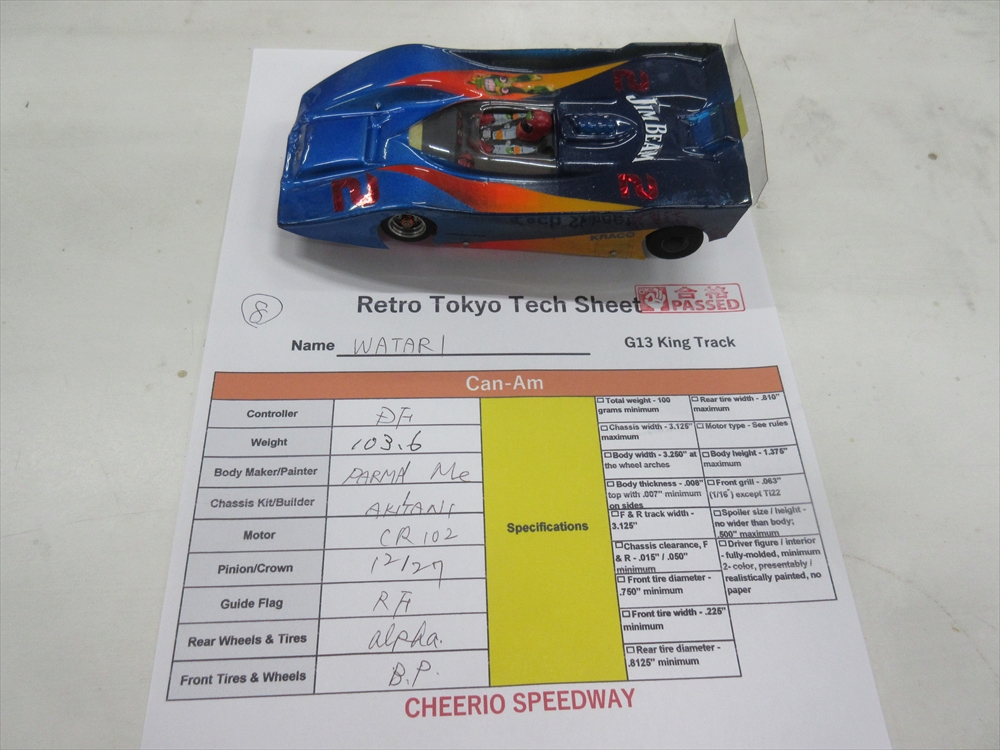 2
JIM BEAM
2
2
KRACO
8
Retro Tokyo Tech Sheet
合格
PASSED
Name WATARI
G13 King Track
Can-Am
Controller
Weight 103.6
Body Maker/Painter PARMA / Me
Chassis Kit/Builder AKITANI
Motor CR102
Pinion/Crown 12/27
Guide Flag
Rear Wheels & Tires alpha.
Front Tires & Wheels B.P.
Specifications
☐ Total weight - 100
grams minimum
☐ Chassis width - 3.125"
maximum
☐ Body width - 3.250" at
the wheel arches
☐ Body thickness - .008"
top with .007" minimum
on sides
☐ F & R track width -
3.125"
☐ Chassis clearance, F
& R - .015" / .050"
minimum
☐ Front tire diameter -
.750" minimum
☐ Front tire width - .225"
minimum
☐ Rear tire diameter -
.8125" minimum
☐ Rear tire width - .810"
maximum
☐ Motor type - See rules
☐ Body height - 1.375"
maximum
☐ Front grill - .063"
(1/16") except Ti22
☐ Spoiler size / height -
no wider than body;
.500" maximum
☐ Driver figure / interior
- fully-molded, minimum
2- color, presentably /
realistically painted, no
paper
CHEERIO SPEEDWAY